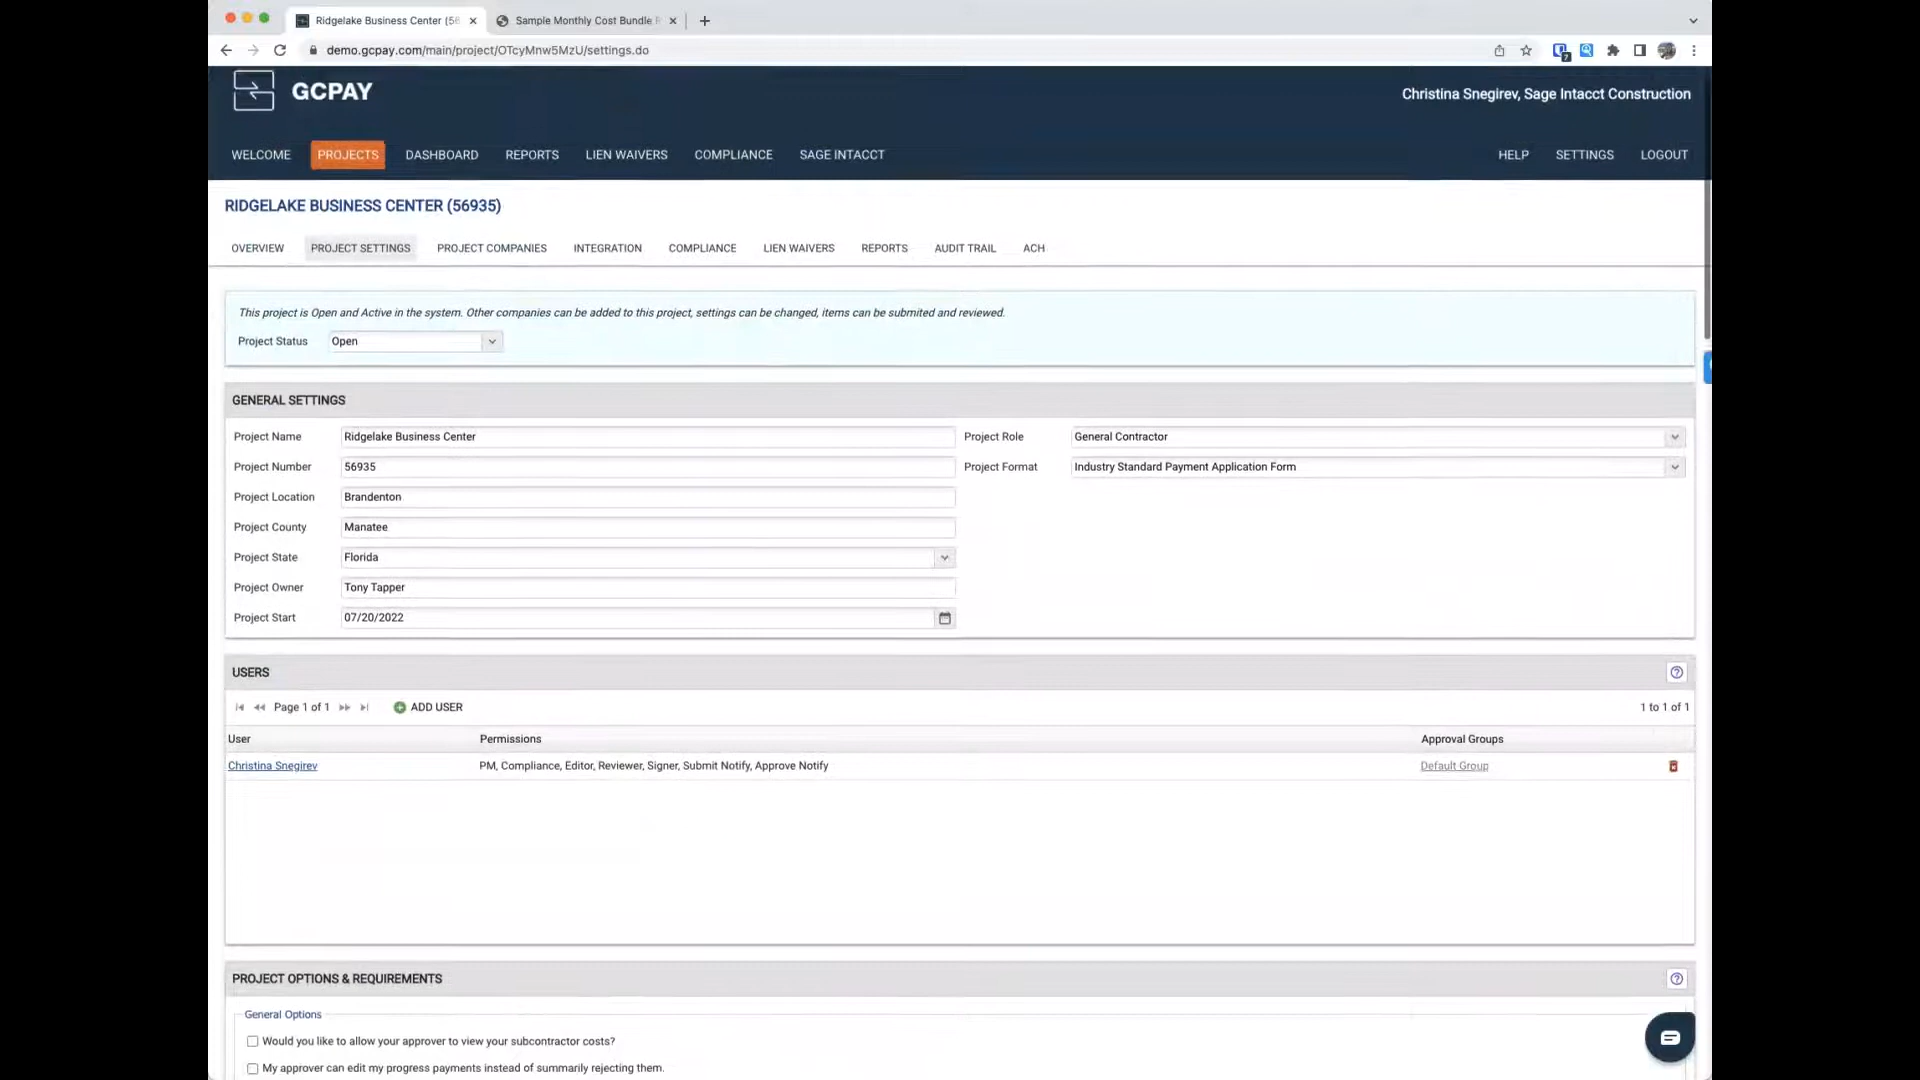 Ridgelake Business Center (56
Sample Monthly Cost Bundle
demo.gcpay.com/main/project/OTcyMnw5MzU/settings.do
7
GCPAY
Christina Snegirev, Sage Intacct Construction
WELCOME PROJECTS DASHBOARD REPORTS LIEN WAIVERS COMPLIANCE SAGE INTACCT HELP SETTINGS LOGOUT
RIDGELAKE BUSINESS CENTER (56935)
OVERVIEW PROJECT SETTINGS PROJECT COMPANIES INTEGRATION COMPLIANCE LIEN WAIVERS REPORTS AUDIT TRAIL ACH
This project is Open and Active in the system. Other companies can be added to this project, settings can be changed, items can be submited and reviewed.
Project Status Open
GENERAL SETTINGS
Project Name Ridgelake Business Center Project Role General Contractor
Project Number 56935 Project Format Industry Standard Payment Application Form
Project Location Brandenton
Project County Manatee
Project State Florida
Project Owner Tony Tapper
Project Start 07/20/2022
USERS
Page 1 of 1 ADD USER 1 to 1 of 1
User Permissions Approval Groups
Christina Snegirev PM, Compliance, Editor, Reviewer, Signer, Submit Notify, Approve Notify Default Group
PROJECT OPTIONS & REQUIREMENTS
General Options
Would you like to allow your approver to view your subcontractor costs?
My approver can edit my progress payments instead of summarily rejecting them.